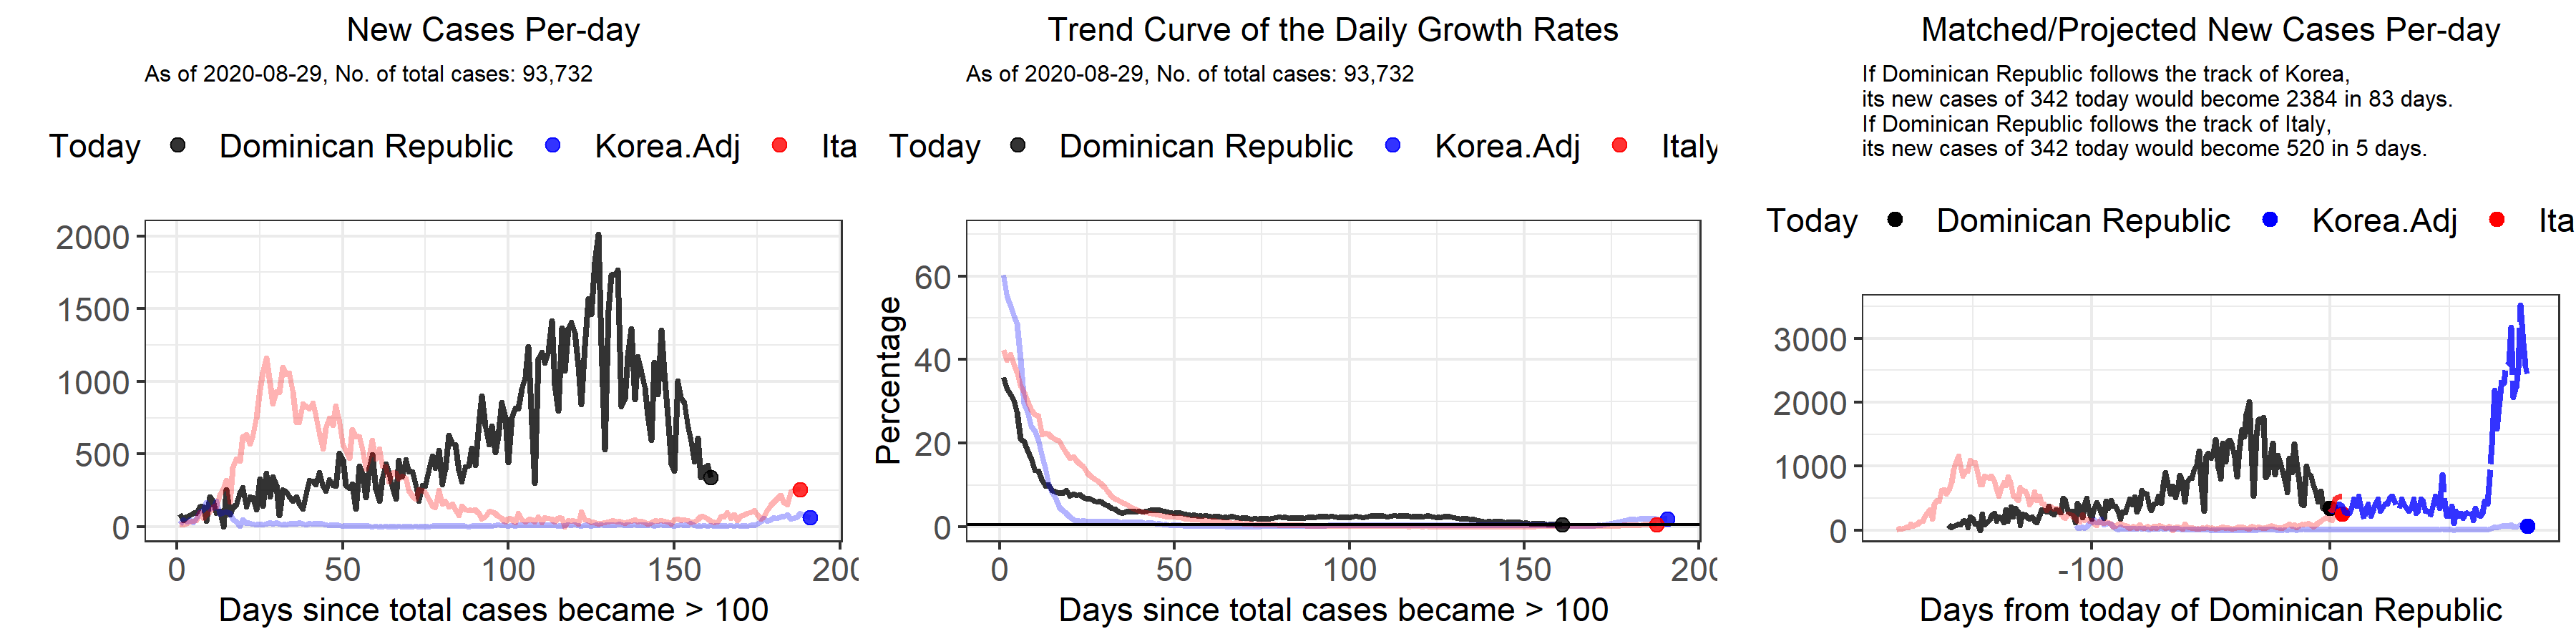 New Cases Per-day
As of 2020-08-29, No. of total cases: 93,732
Today Dominican Republic Korea.Adj Ita
2000
1500
1000
500
0
0 50 100 150 200
Days since total cases became > 100
Trend Curve of the Daily Growth Rates
As of 2020-08-29, No. of total cases: 93,732
Today Dominican Republic Korea.Adj Italy
Percentage
60
40
20
0
0 50 100 150 200
Days since total cases became > 100
Matched/Projected New Cases Per-day
If Dominican Republic follows the track of Korea,
its new cases of 342 today would become 2384 in 83 days.
If Dominican Republic follows the track of Italy,
its new cases of 342 today would become 520 in 5 days.
Today Dominican Republic Korea.Adj Ita
3000
2000
1000
0
-100 0
Days from today of Dominican Republic